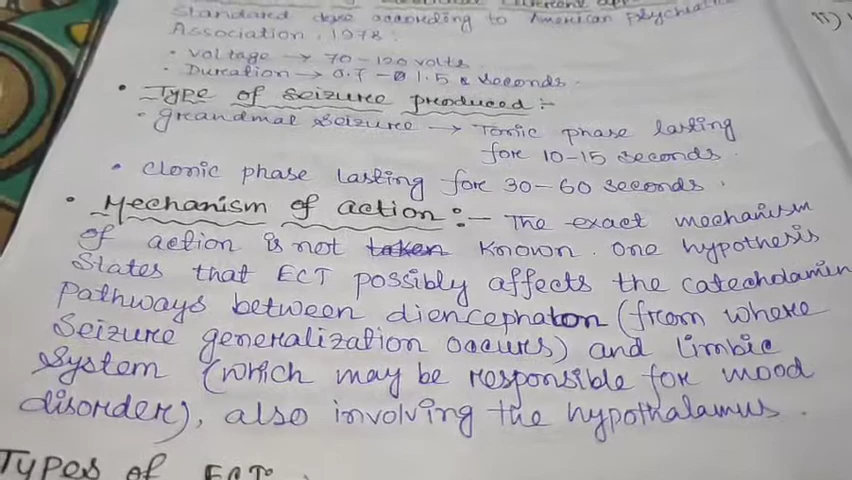 Standard dose according to American Psychiatric
Association, 1978:
• Voltage → 70 - 120 volts.
• Duration → 0.7 - 1.5 seconds.
• Type of seizure produced :-
• grandmal seizure → Tonic phase lasting
for 10-15 seconds.
• Clonic phase lasting for 30-60 seconds.
• Mechanism of action :- The exact mechanism
of action is not taken known. One hypothesis
States that ECT possibly affects the catecholamin
Pathways between diencephalon (from where
Seizure generalization occurs) and limbic
System (which may be responsible for mood
disorder), also involving the hypothalamus.
Types of ECT:
11)